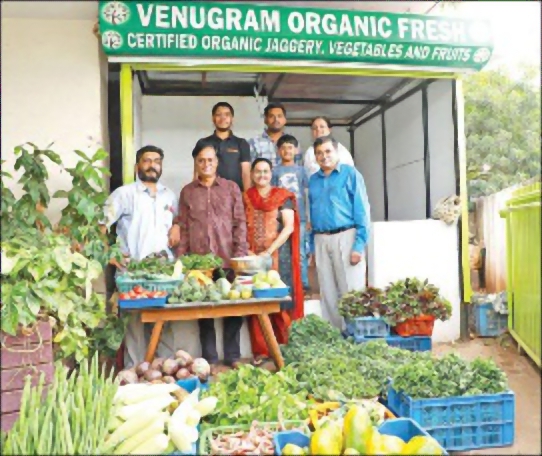 VENUGRAM ORGANIC FRESH
CERTIFIED ORGANIC JAGGERY, VEGETABLES AND FRUITS